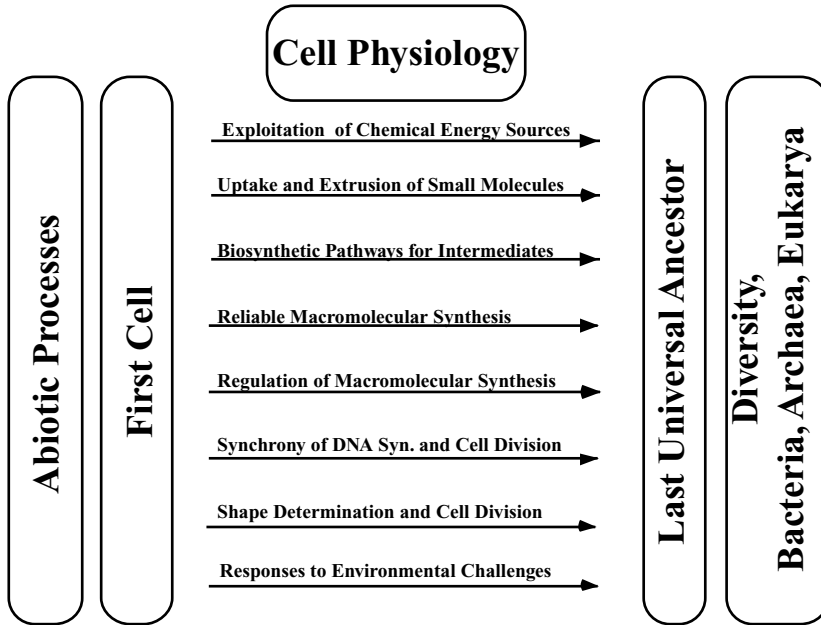 Cell Physiology
Abiotic Processes
First Cell
Exploitation of Chemical Energy Sources
Uptake and Extrusion of Small Molecules
Biosynthetic Pathways for Intermediates
Reliable Macromolecular Synthesis
Regulation of Macromolecular Synthesis
Synchrony of DNA Syn. and Cell Division
Shape Determination and Cell Division
Responses to Environmental Challenges
Last Universal Ancestor
Diversity,
Bacteria, Archaea, Eukarya